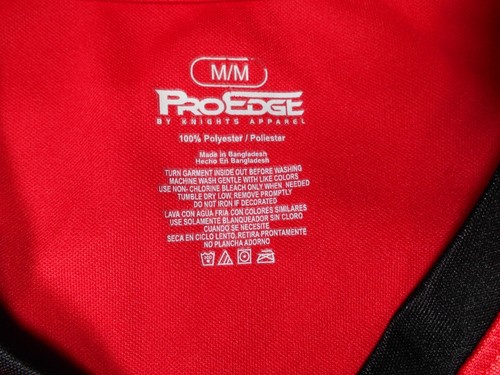 M/M
PROEDGE
BY KNIGHTS APPAREL
100% Polyester / Poliester
Made in Bangladesh
Hecho En Bangladesh
TURN GARMENT INSIDE OUT BEFORE WASHING
MACHINE WASH GENTLE WITH LIKE COLORS
USE NON- CHLORINE BLEACH ONLY WHEN NEEDED
TUMBLE DRY LOW, REMOVE PROMPTLY
DO NOT IRON IF DECORATED
LAVA CON AGUA FRIA CON COLORES SIMILARES
USE SOLAMENTE BLANQUEADOR SIN CLORO
CUANDO SE NECESITE
SECA EN CICLO LENTO, RETIRA PRONTAMENTE
NO PLANCHA ADORNO